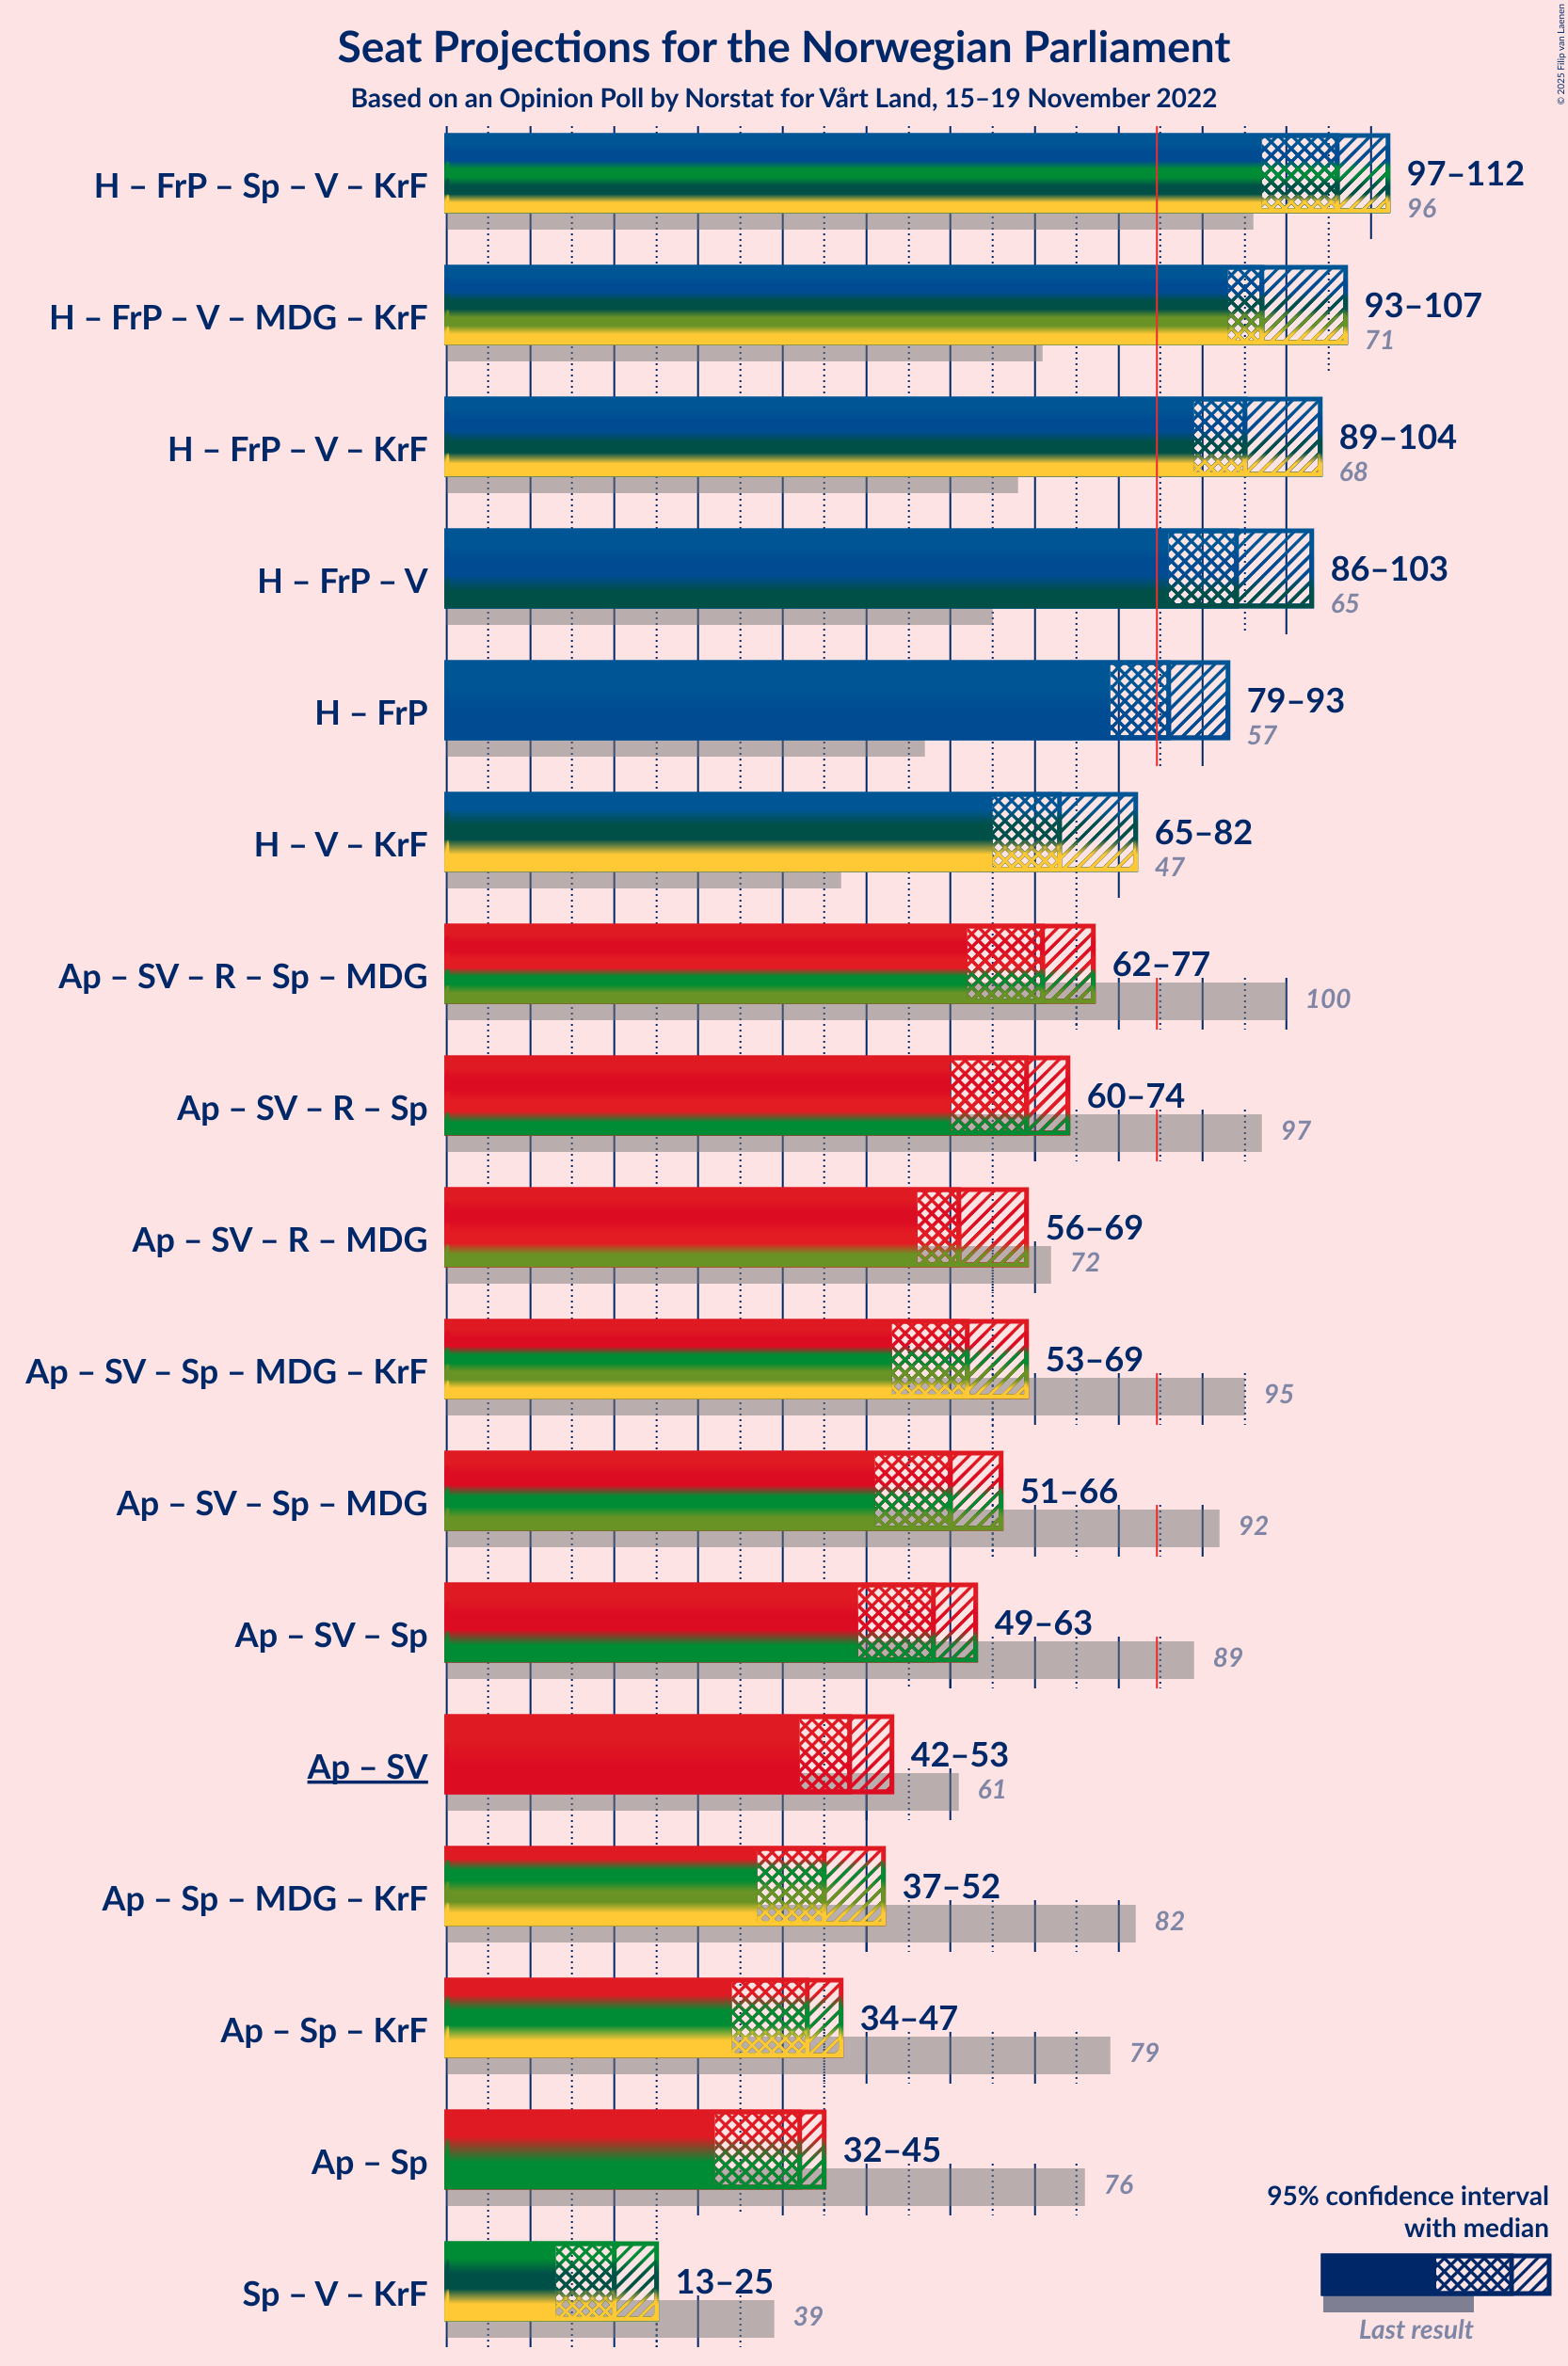 Seat Projections for the Norwegian Parliament
Based on an Opinion Poll by Norstat for Vårt Land, 15–19 November 2022
© 2025 Filip van Laenen
H – FrP – Sp – V – KrF
97–112
96
H – FrP – V – MDG – KrF
93–107
71
H – FrP – V – KrF
89–104
68
H – FrP – V
86–103
65
H – FrP
79–93
57
H – V – KrF
65–82
47
Ap – SV – R – Sp – MDG
62–77
100
Ap – SV – R – Sp
60–74
97
Ap – SV – R – MDG
56–69
72
Ap – SV – Sp – MDG – KrF
53–69
95
Ap – SV – Sp – MDG
51–66
92
Ap – SV – Sp
49–63
89
Ap – SV
42–53
61
Ap – Sp – MDG – KrF
37–52
82
Ap – Sp – KrF
34–47
79
Ap – Sp
32–45
76
Sp – V – KrF
13–25
39
95% confidence interval
with median
Last result